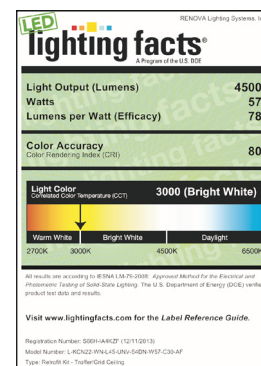 LED
RENOVA Lighting Systems. I
lighting facts®
A Program of the U.S. DOE
Light Output (Lumens) 4500
Watts 57
Lumens per Watt (Efficacy) 78
Color Accuracy 80
Color Rendering Index (CRI)
Light Color 3000 (Bright White)
Correlated Color Temperature (CCT)
Warm White Bright White Daylight
2700K 3000K 4500K 6500K
All results are according to IESNA LM-79-2008: Approved Method for the Electrical and
Photometric Testing of Solid-State Lighting. The U.S. Department of Energy (DOE) verifie
product test data and results.
Visit www.lightingfacts.com for the Label Reference Guide.
Registration Number: (12/11/2013)
Model Number: L-KCN22-WN-L45-UNV-54DN-W57-C30-AF
Type: Retrofit Kit - Troffer/Grid Ceiling